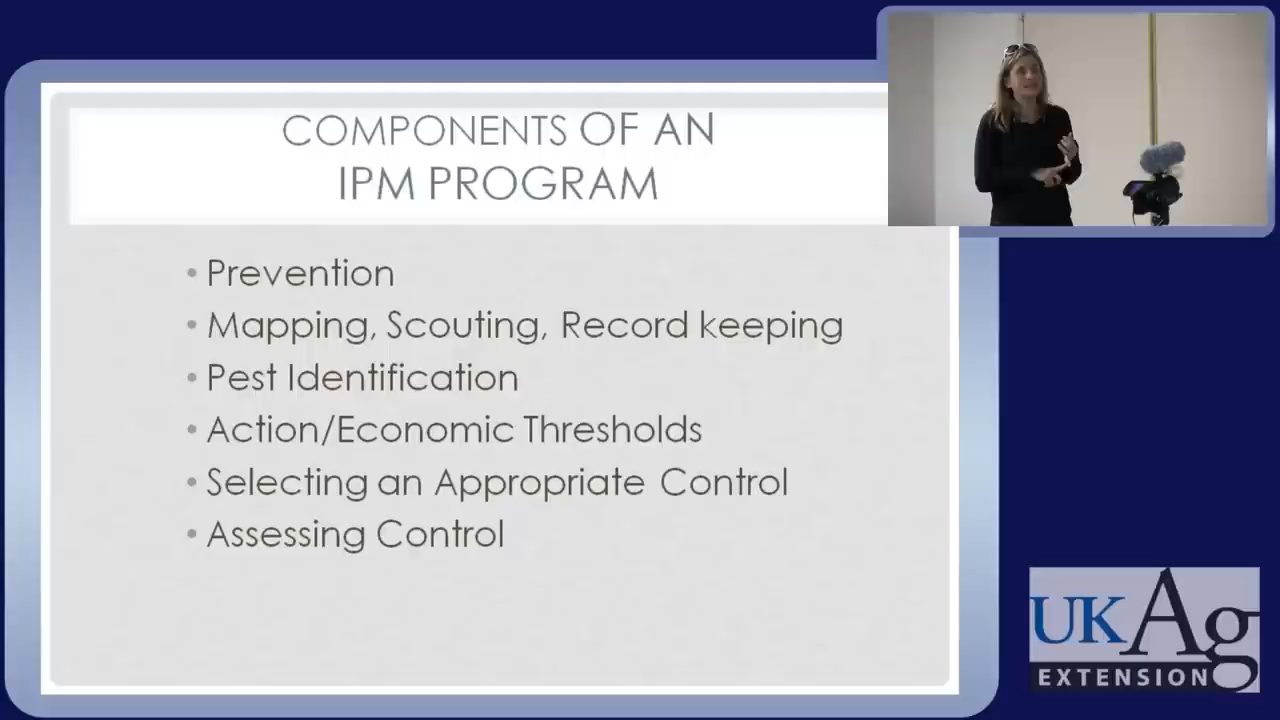 COMPONENTS OF AN
IPM PROGRAM
• Prevention
• Mapping, Scouting, Record keeping
• Pest Identification
• Action/Economic Thresholds
• Selecting an Appropriate Control
• Assessing Control
UKAg
EXTENSION